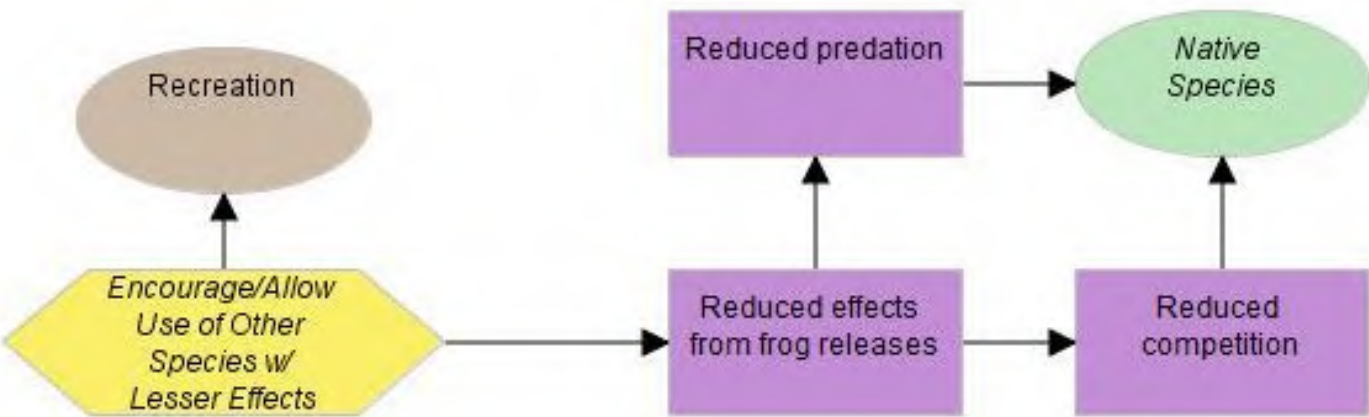 Recreation
Reduced predation
Native
Species
Encourage/Allow
Use of Other
Species w/
Lesser Effects
Reduced effects
from frog releases
Reduced
competition